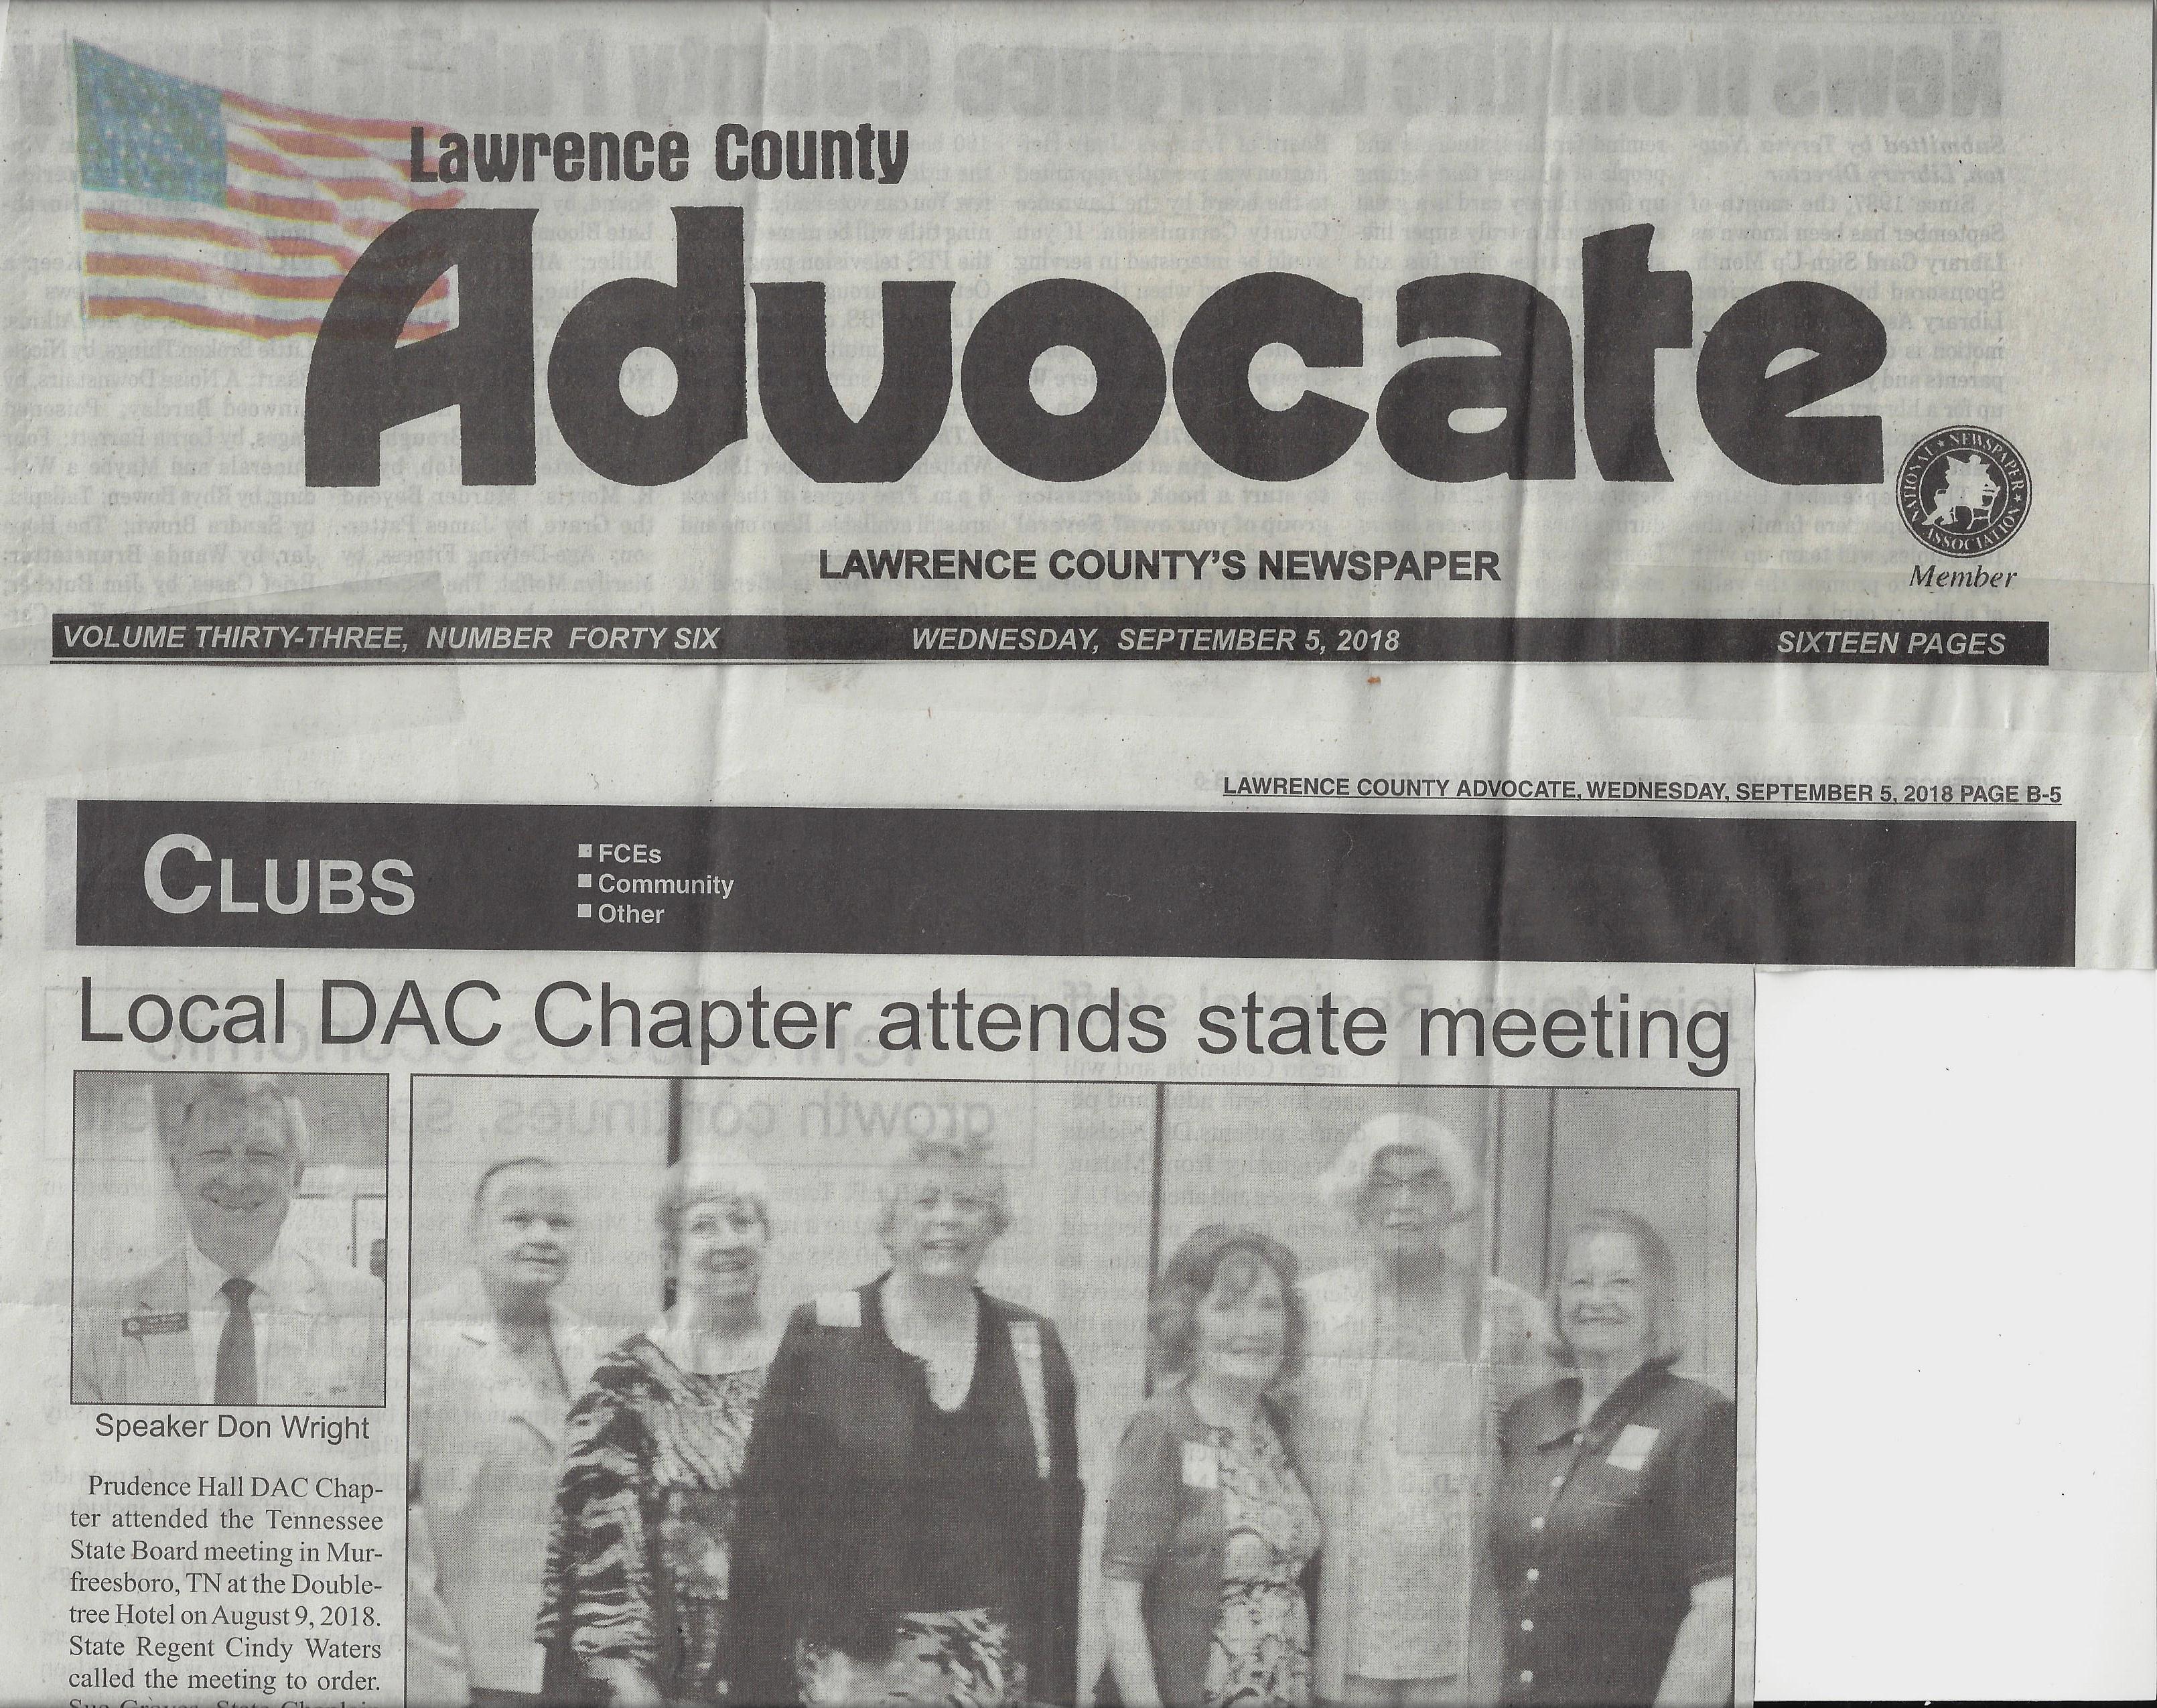 Lawrence County
Advocate
NATIONAL NEWSPAPER ASSOCIATION
Member
LAWRENCE COUNTY'S NEWSPAPER
VOLUME THIRTY-THREE, NUMBER FORTY SIX WEDNESDAY, SEPTEMBER 5, 2018 SIXTEEN PAGES
LAWRENCE COUNTY ADVOCATE, WEDNESDAY, SEPTEMBER 5, 2018 PAGE B-5
CLUBS
FCEs
Community
Other
Local DAC Chapter attends state meeting
Speaker Don Wright
Prudence Hall DAC Chap-
ter attended the Tennessee
State Board meeting in Mur-
freesboro, TN at the Double-
tree Hotel on August 9, 2018.
State Regent Cindy Waters
called the meeting to order.